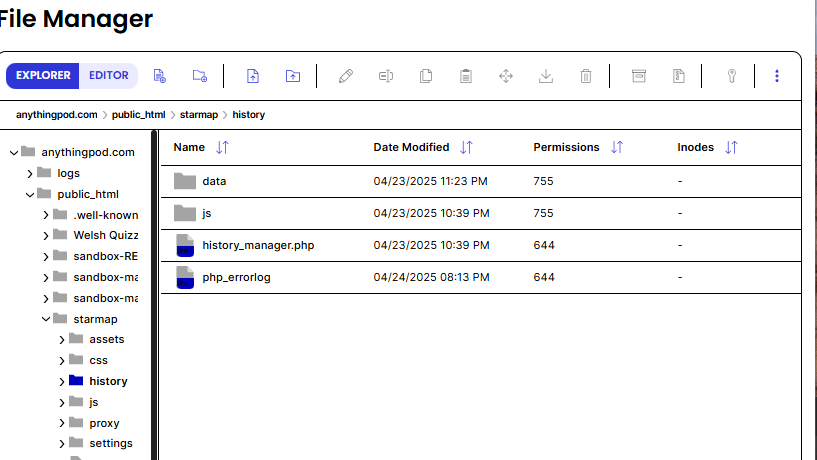 File Manager
EXPLORER EDITOR
anythingpod.com > public_html > starmap > history
anythingpod.com
logs
public_html
.well-known
Welsh Quizz
sandbox-RE
sandbox-ma
sandbox-ma
starmap
assets
css
history
js
proxy
settings
Name Date Modified Permissions Inodes
data 04/23/2025 11:23 PM 755 -
js 04/23/2025 10:39 PM 755 -
history_manager.php 04/23/2025 10:39 PM 644 -
php_errorlog 04/24/2025 08:13 PM 644 -